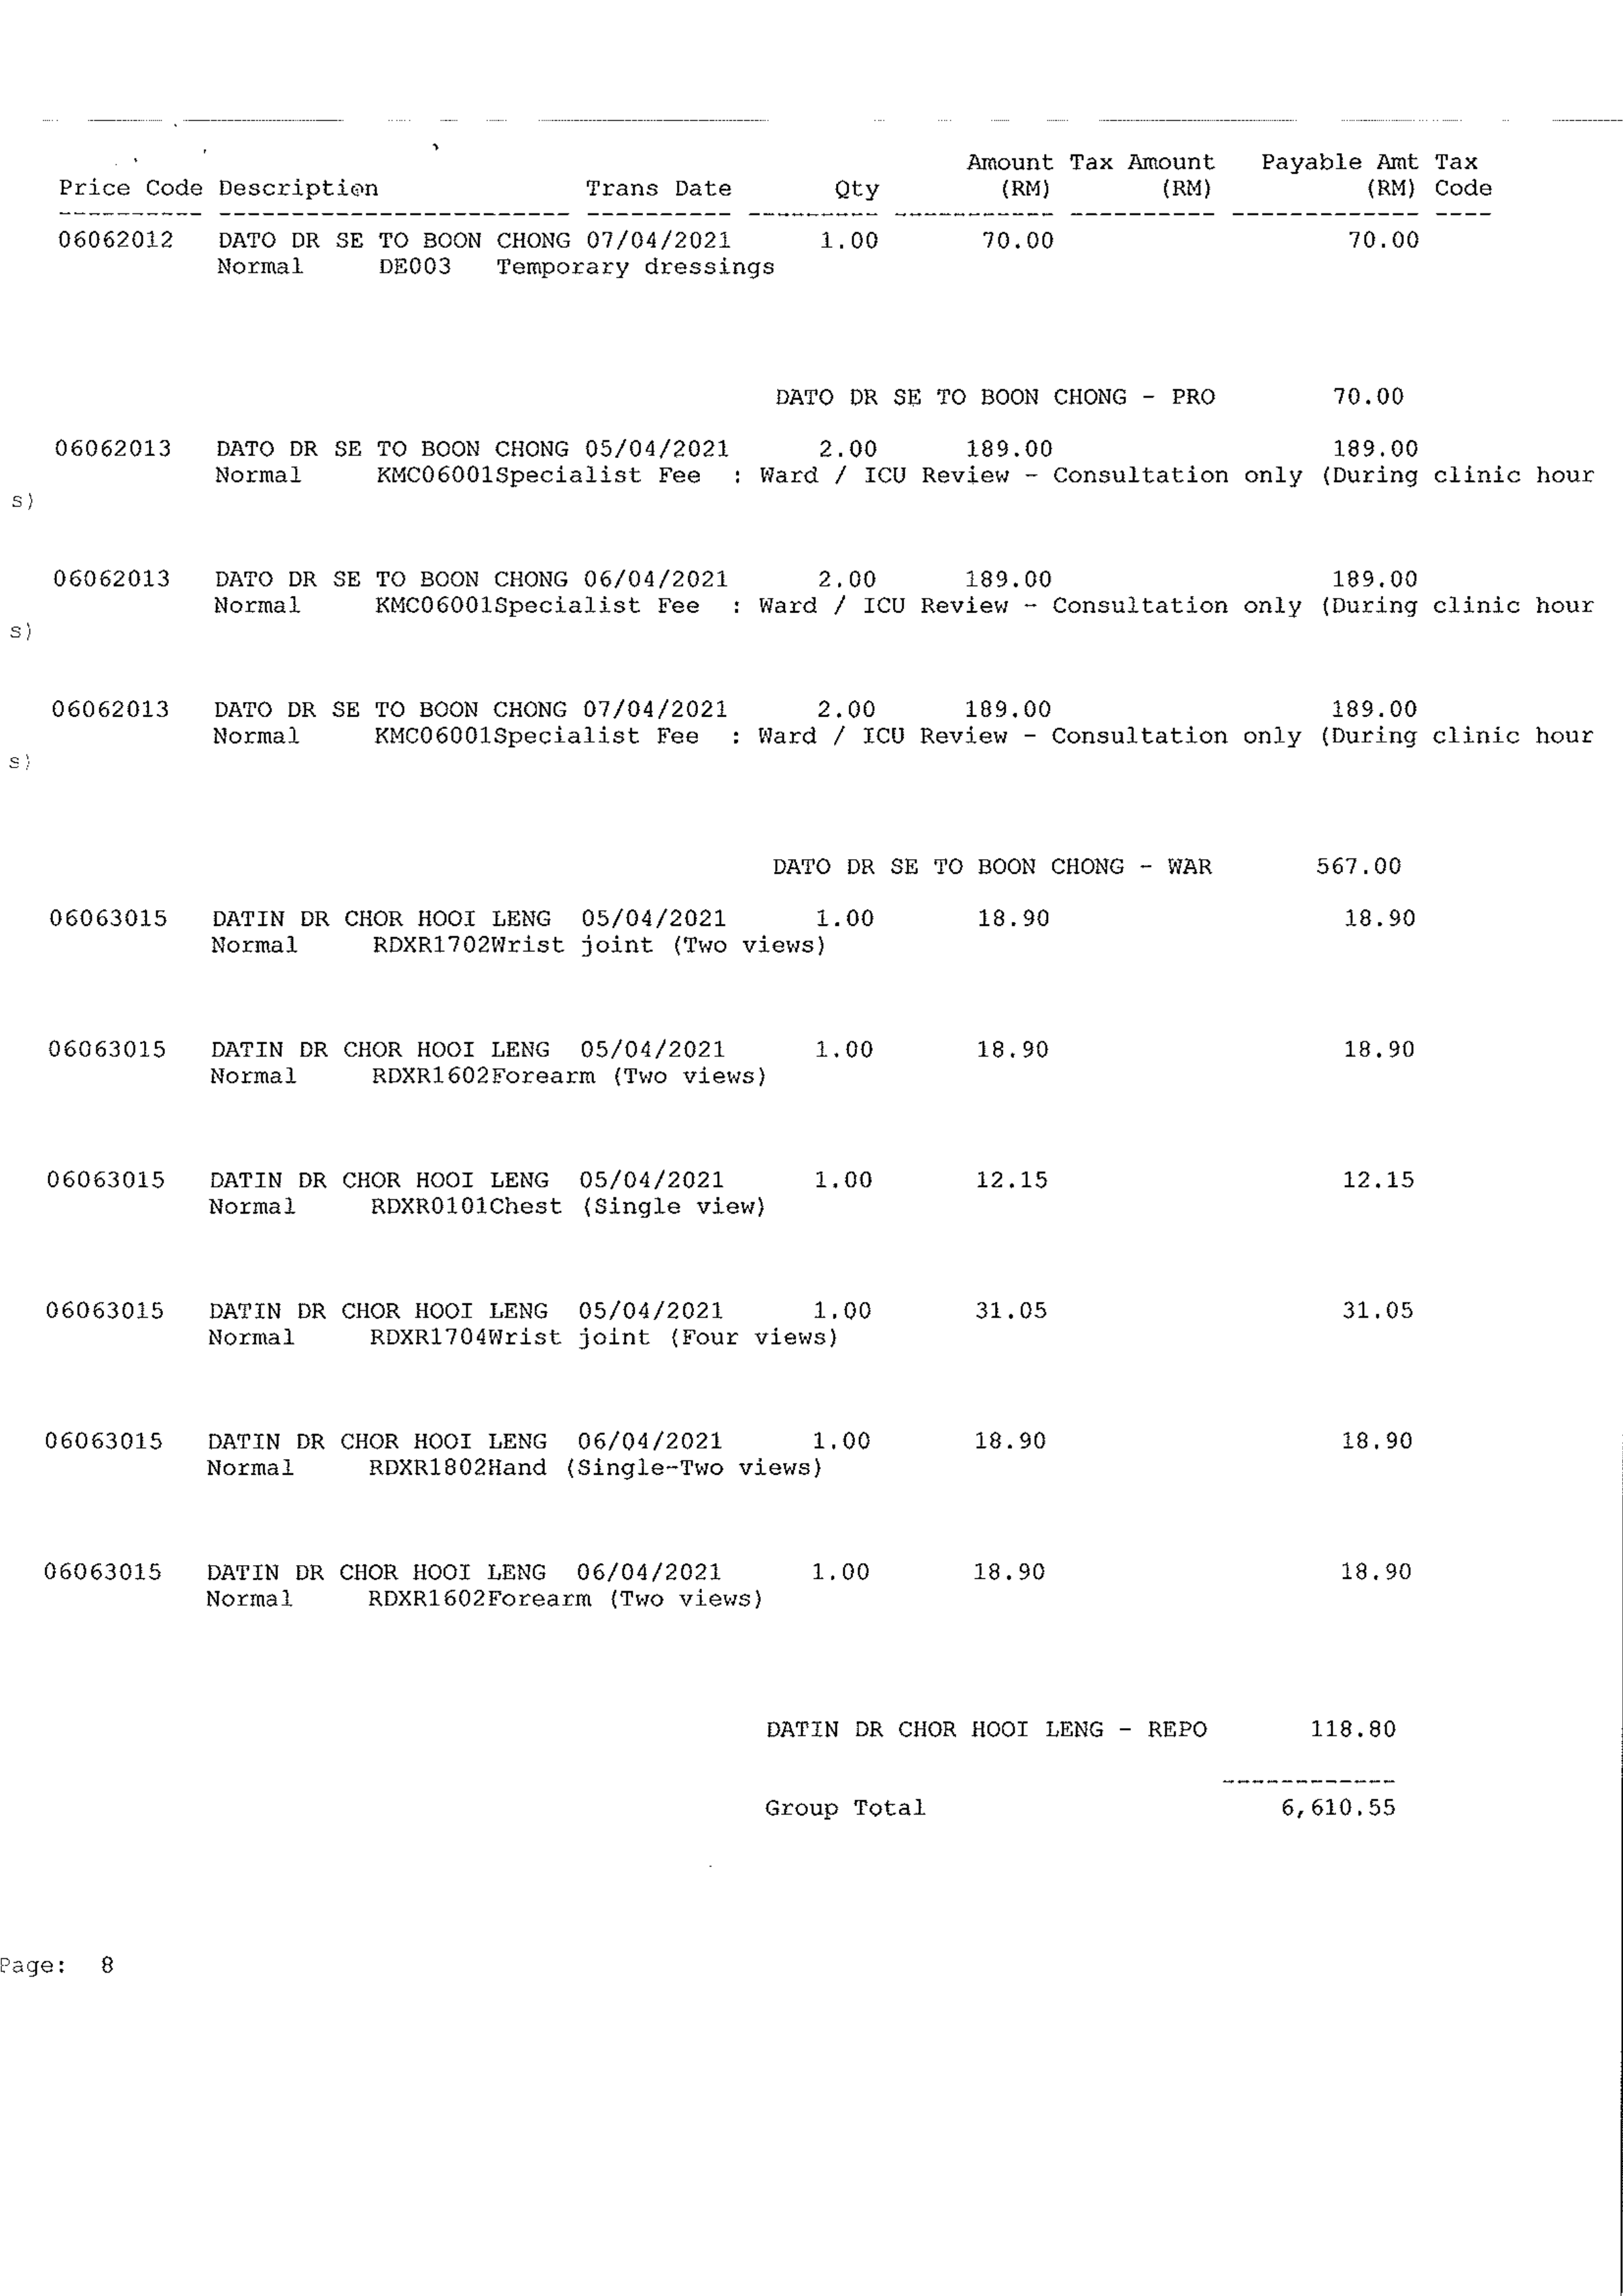 Amount Tax Amount Payable Amt Tax
Price Code Description Trans Date Qty (RM) (RM) (RM) Code
---------- ------------------------ ---------- --------- ----------- ---------- ------------- ----
06062012 DATO DR SE TO BOON CHONG 07/04/2021 1.00 70.00 70.00
Normal DE003 Temporary dressings
DATO DR SE TO BOON CHONG - PRO 70.00
06062013 DATO DR SE TO BOON CHONG 05/04/2021 2.00 189.00 189.00
Normal KMC06001Specialist Fee : Ward / ICU Review - Consultation only (During clinic hour
s)
06062013 DATO DR SE TO BOON CHONG 06/04/2021 2.00 189.00 189.00
Normal KMC06001Specialist Fee : Ward / ICU Review - Consultation only (During clinic hour
s)
06062013 DATO DR SE TO BOON CHONG 07/04/2021 2.00 189.00 189.00
Normal KMC06001Specialist Fee : Ward / ICU Review - Consultation only (During clinic hour
s)
DATO DR SE TO BOON CHONG - WAR 567.00
06063015 DATIN DR CHOR HOOI LENG 05/04/2021 1.00 18.90 18.90
Normal RDXR1702Wrist joint (Two views)
06063015 DATIN DR CHOR HOOI LENG 05/04/2021 1.00 18.90 18.90
Normal RDXR1602Forearm (Two views)
06063015 DATIN DR CHOR HOOI LENG 05/04/2021 1.00 12.15 12.15
Normal RDXR0101Chest (Single view)
06063015 DATIN DR CHOR HOOI LENG 05/04/2021 1.00 31.05 31.05
Normal RDXR1704Wrist joint (Four views)
06063015 DATIN DR CHOR HOOI LENG 06/04/2021 1.00 18.90 18.90
Normal RDXR1802Hand (Single-Two views)
06063015 DATIN DR CHOR HOOI LENG 06/04/2021 1.00 18.90 18.90
Normal RDXR1602Forearm (Two views)
DATIN DR CHOR HOOI LENG - REPO 118.80
------------
Group Total 6,610.55
Page: 8